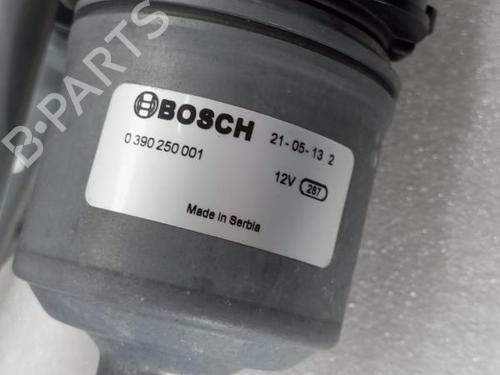 B-PARTS
BOSCH 21-05-13 2
0 390 250 001
12V 287
Made in Serbia